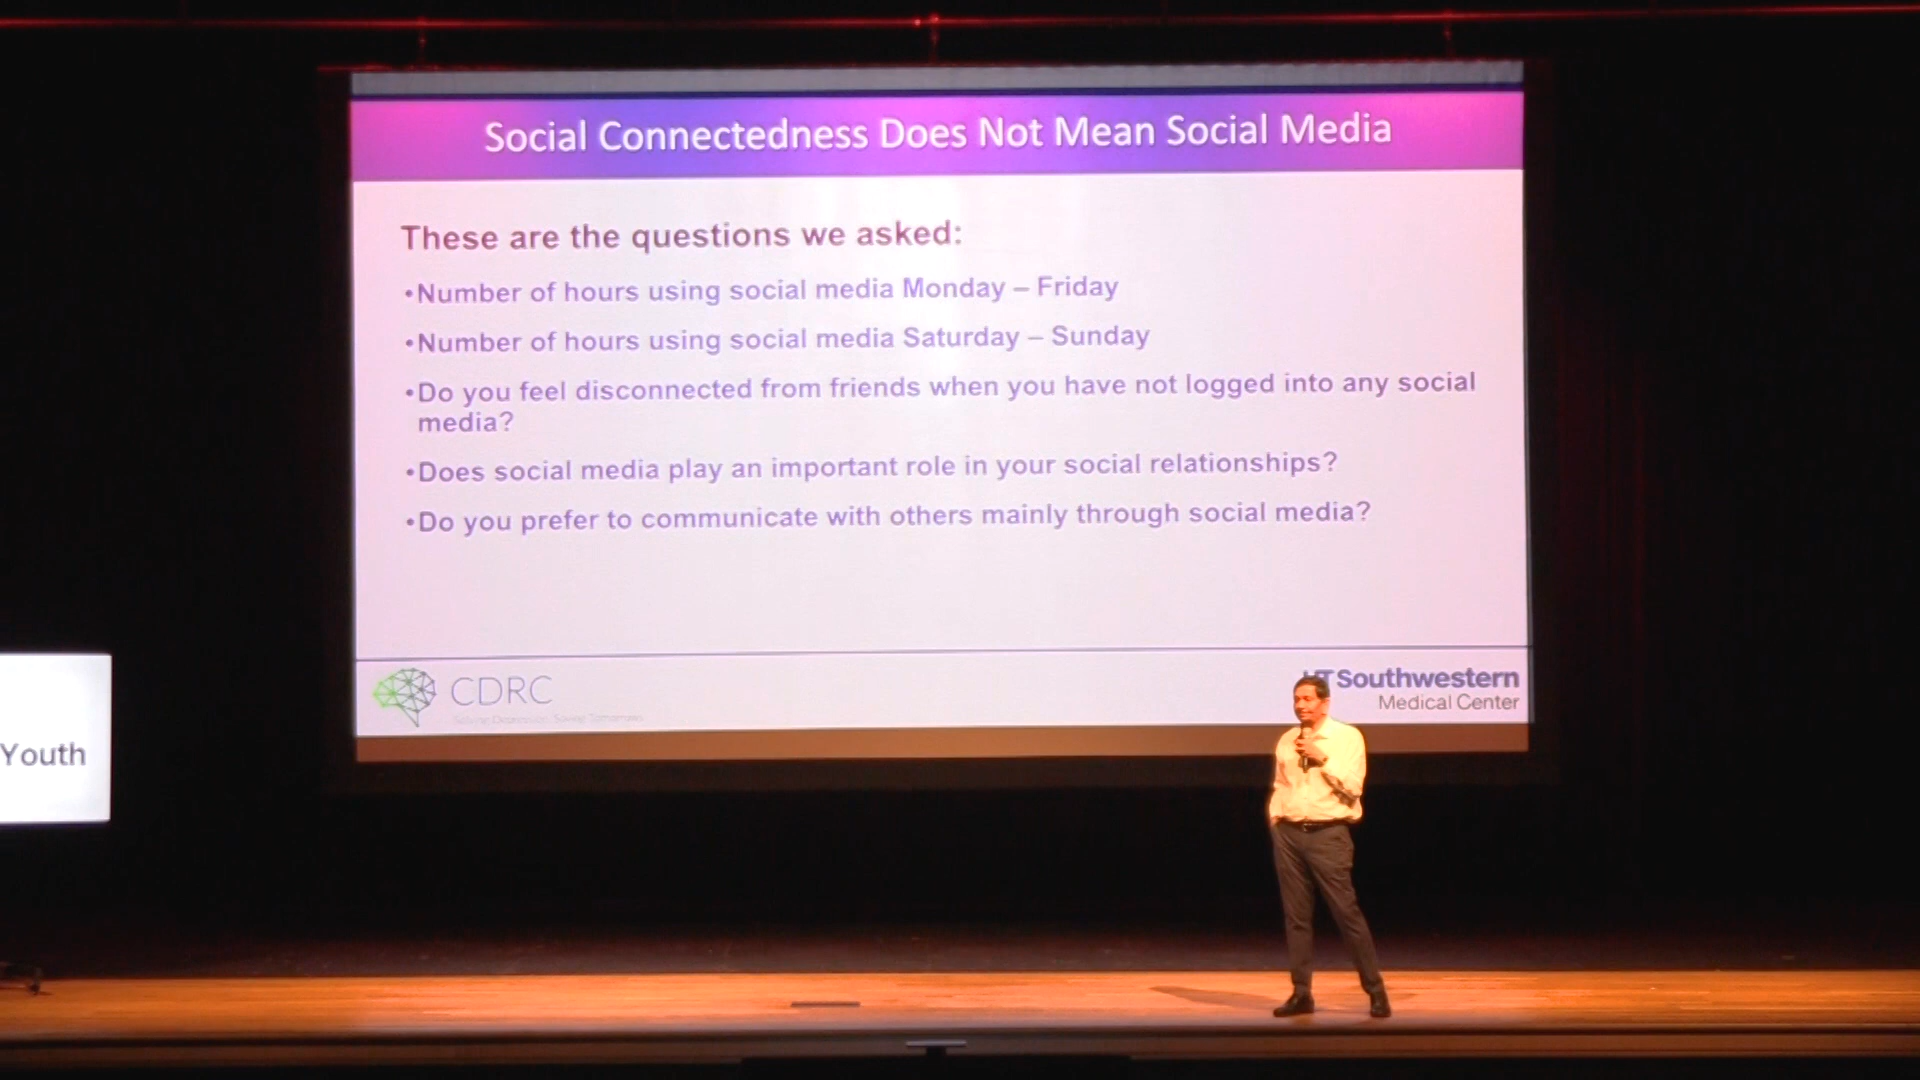 Social Connectedness Does Not Mean Social Media
These are the questions we asked:
•Number of hours using social media Monday – Friday
•Number of hours using social media Saturday – Sunday
•Do you feel disconnected from friends when you have not logged into any social
media?
•Does social media play an important role in your social relationships?
•Do you prefer to communicate with others mainly through social media?
CDRC
Southwestern
Medical Center
Youth